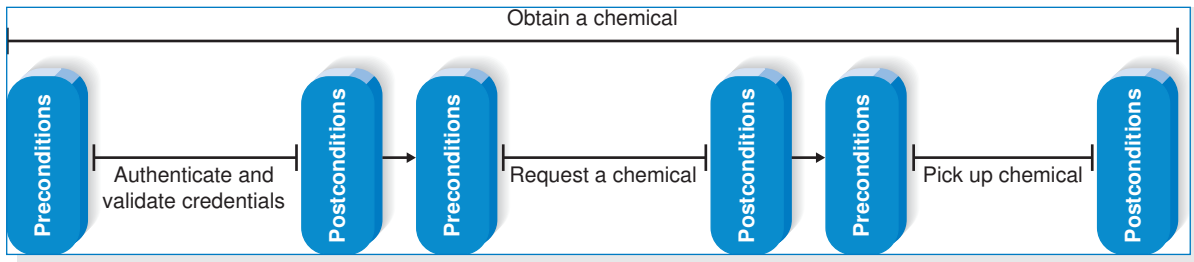 Obtain a chemical
Preconditions
Authenticate and
validate credentials
Postconditions
Preconditions
Request a chemical
Postconditions
Preconditions
Pick up chemical
Postconditions